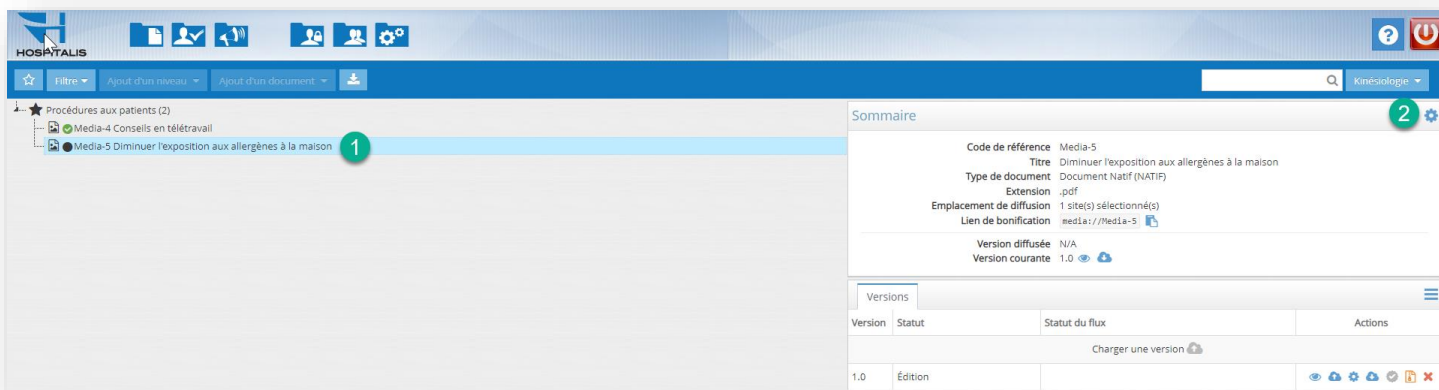 HOSPITALIS
?
Filtre Ajout d'un niveau Ajout d'un document Kinésiologie
Procédures aux patients (2)
Media-4 Conseils en télétravail
Media-5 Diminuer l'exposition aux allergènes à la maison 1
Sommaire 2
Code de référence Media-5
Titre Diminuer l'exposition aux allergènes à la maison
Type de document Document Natif (NATIF)
Extension .pdf
Emplacement de diffusion 1 site(s) sélectionné(s)
Lien de bonification media://Media-5
Version diffusée N/A
Version courante 1.0
Versions
Version Statut Statut du flux Actions
Charger une version
1.0 Édition